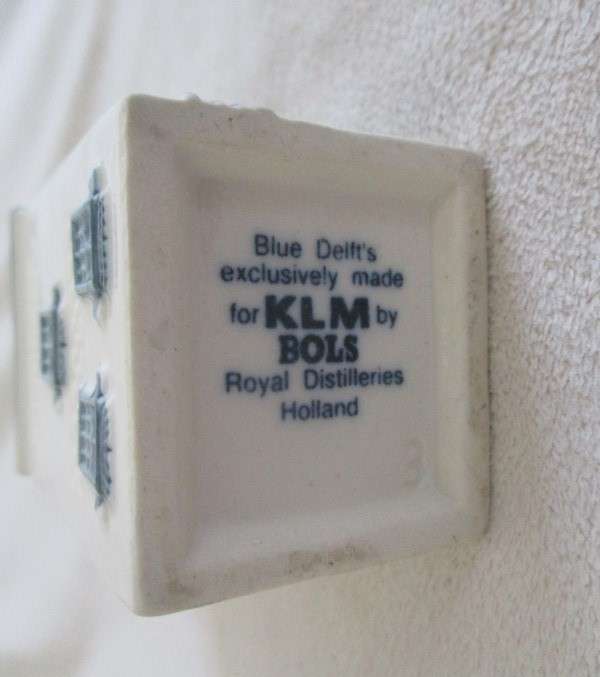 Blue Delft's
exclusively made
for KLM by
BOLS
Royal Distilleries
Holland